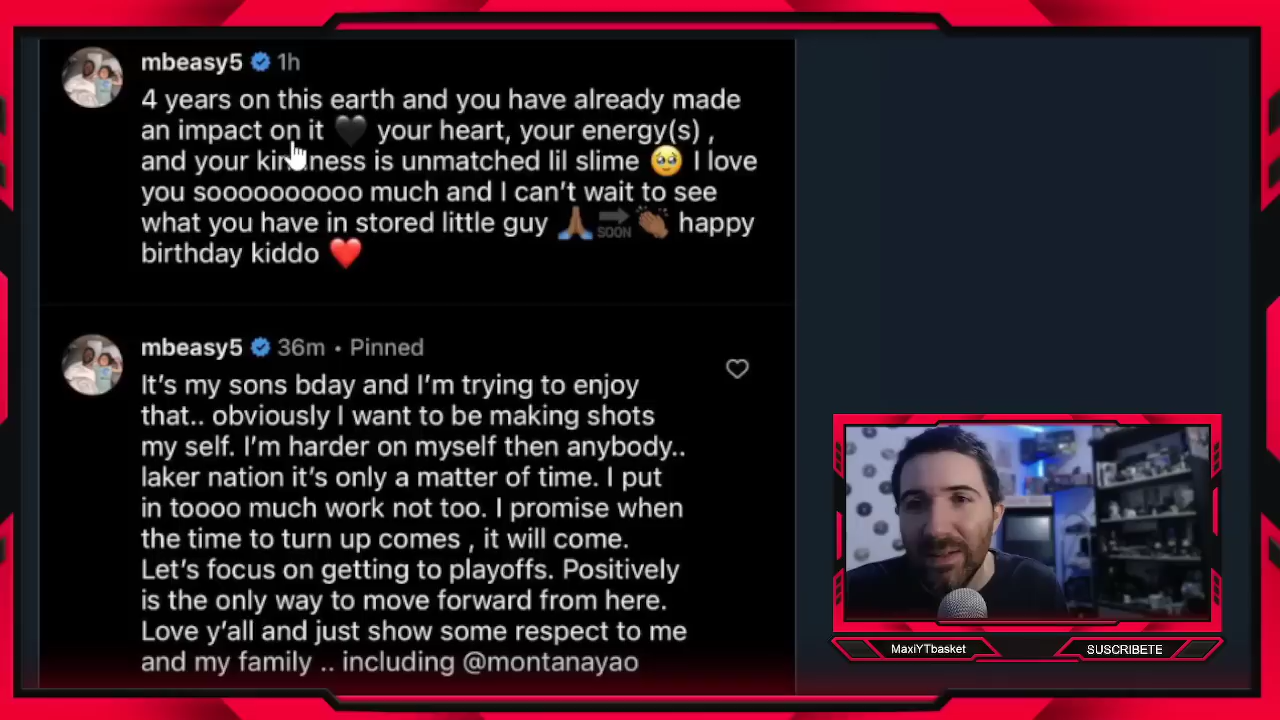 mbeasy5 1h
4 years on this earth and you have already made
an impact on it 🖤 your heart, your energy(s) ,
and your kindness is unmatched lil slime 🥹 I love
you soooooooooo much and I can't wait to see
what you have in stored little guy 🙏🏾🔜👏🏾 happy
birthday kiddo ❤️
mbeasy5 36m • Pinned
It's my sons bday and I'm trying to enjoy
that.. obviously I want to be making shots
my self. I'm harder on myself then anybody..
laker nation it's only a matter of time. I put
in toooo much work not too. I promise when
the time to turn up comes , it will come.
Let's focus on getting to playoffs. Positively
is the only way to move forward from here.
Love y'all and just show some respect to me
and my family .. including @montanayao
MaxiYTbasket
SUSCRIBETE